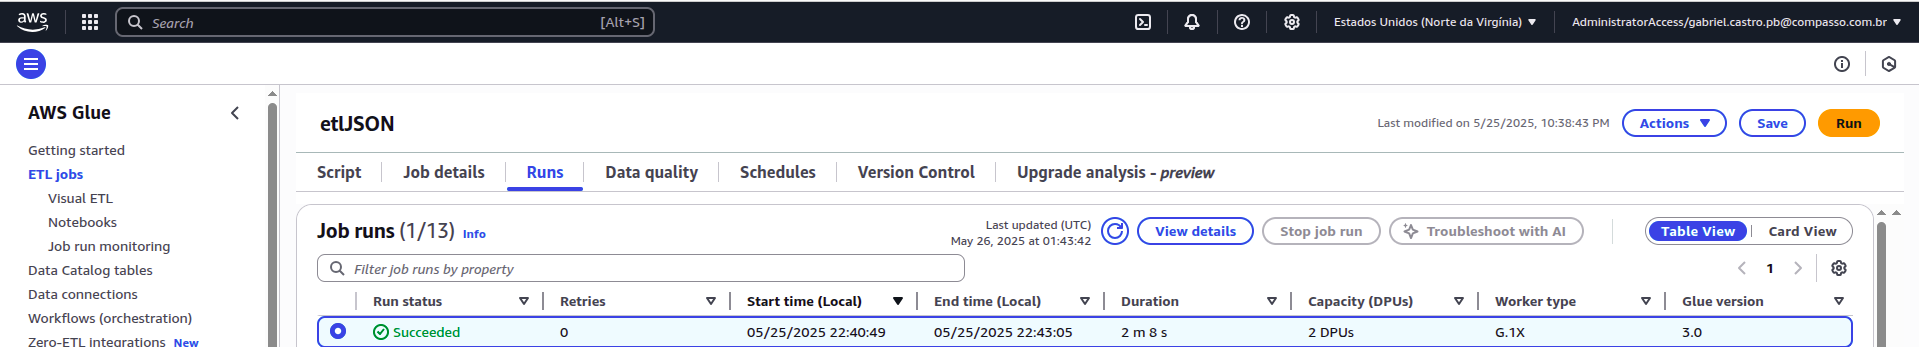 aws Search [Alt+S] Estados Unidos (Norte da Virgínia) AdministratorAccess/gabriel.castro.pb@compasso.com.br
AWS Glue
Getting started
ETL jobs
Visual ETL
Notebooks
Job run monitoring
Data Catalog tables
Data connections
Workflows (orchestration)
Zero-ETL integrations New
etlJSON
Last modified on 5/25/2025, 10:38:43 PM Actions Save Run
Script Job details Runs Data quality Schedules Version Control Upgrade analysis - preview
Job runs (1/13) Info
Last updated (UTC)
May 26, 2025 at 01:43:42
View details Stop job run Troubleshoot with AI Table View Card View
Filter job runs by property 1
Run status Retries Start time (Local) End time (Local) Duration Capacity (DPUs) Worker type Glue version
Succeeded 0 05/25/2025 22:40:49 05/25/2025 22:43:05 2 m 8 s 2 DPUs G.1X 3.0